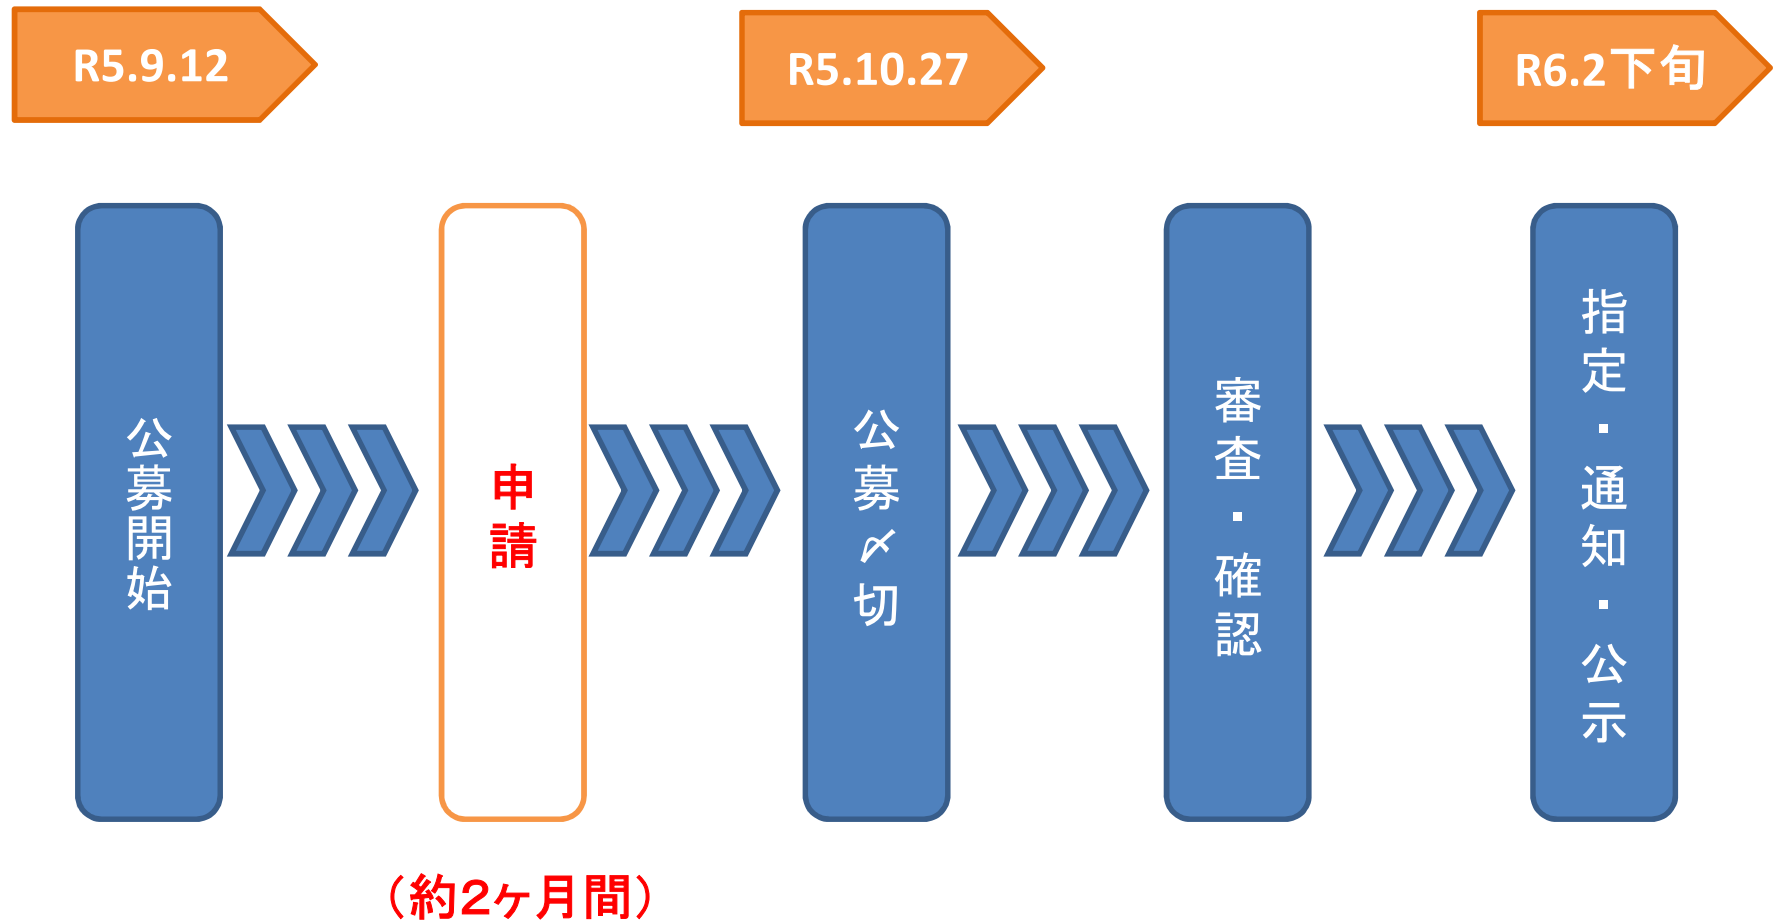 R5.9.12
R5.10.27
R6.2下旬
公募開始
申請
公募〆切
審査・確認
指定・通知・公示
（約2ヶ月間）